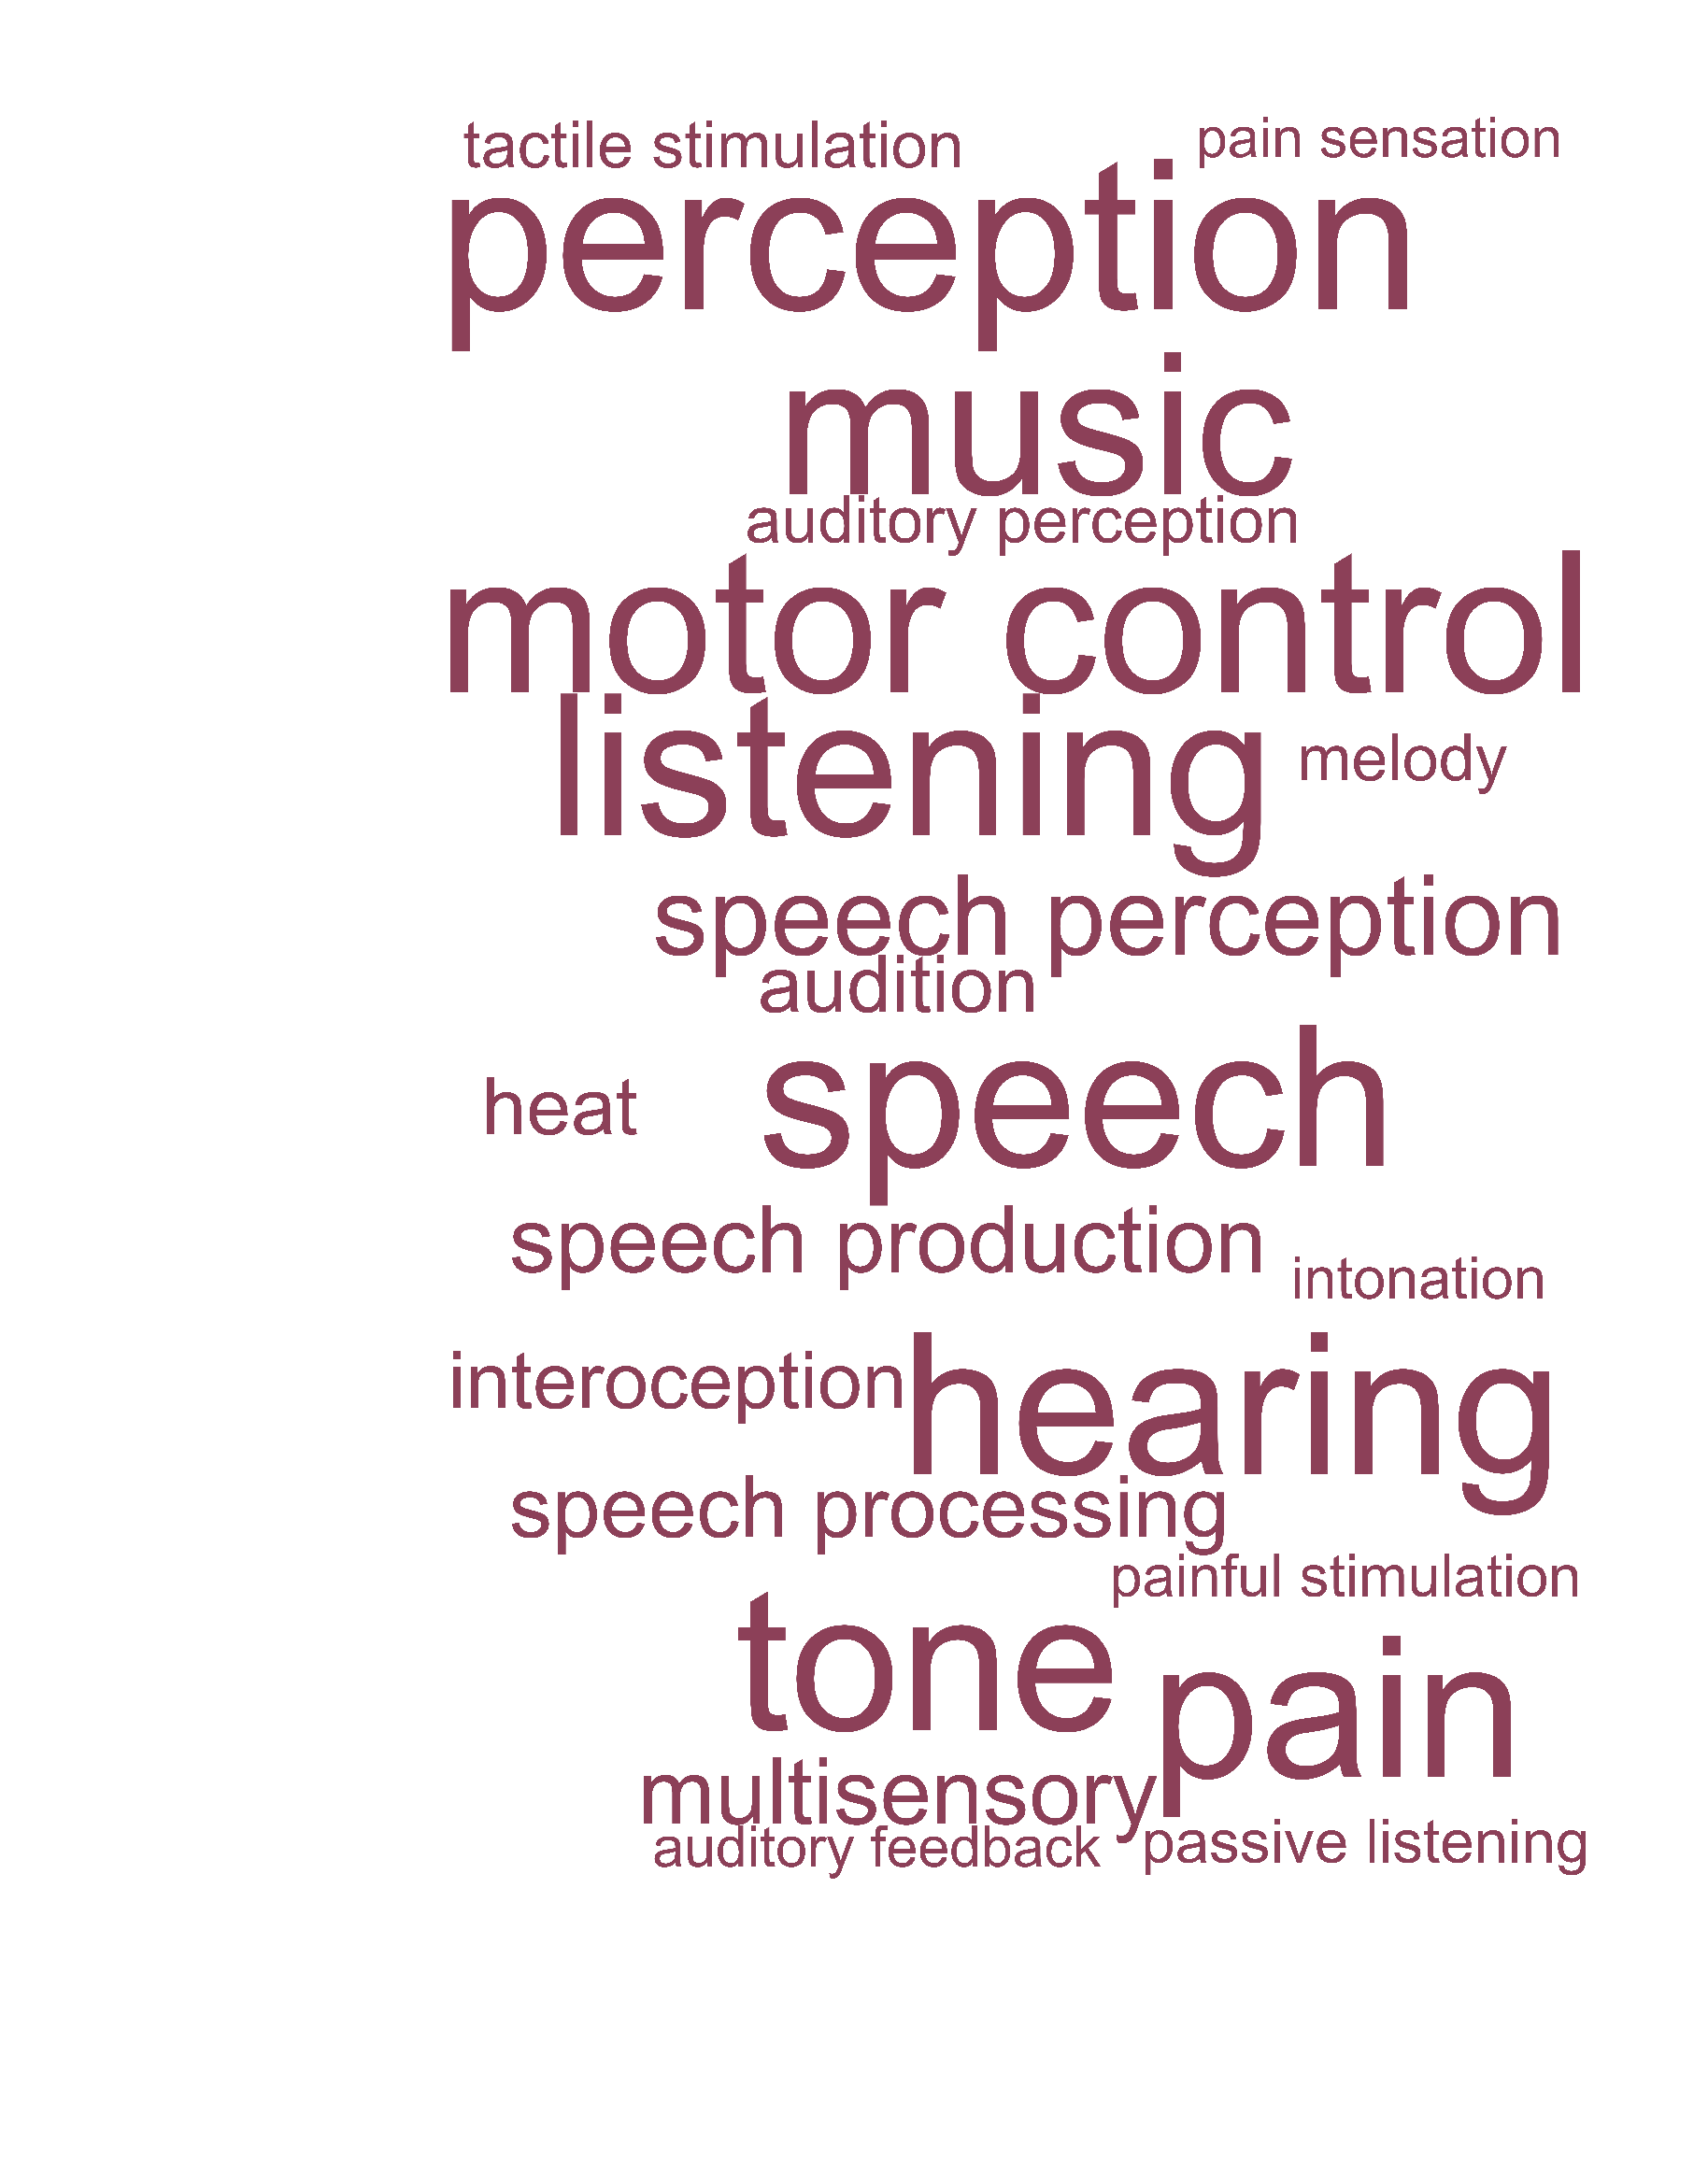 tactile stimulation
pain sensation
perception
music
auditory perception
motor control
listening
melody
speech perception
audition
speech
heat
speech production
intonation
interoception
hearing
speech processing
painful stimulation
tone
pain
multisensory
auditory feedback
passive listening